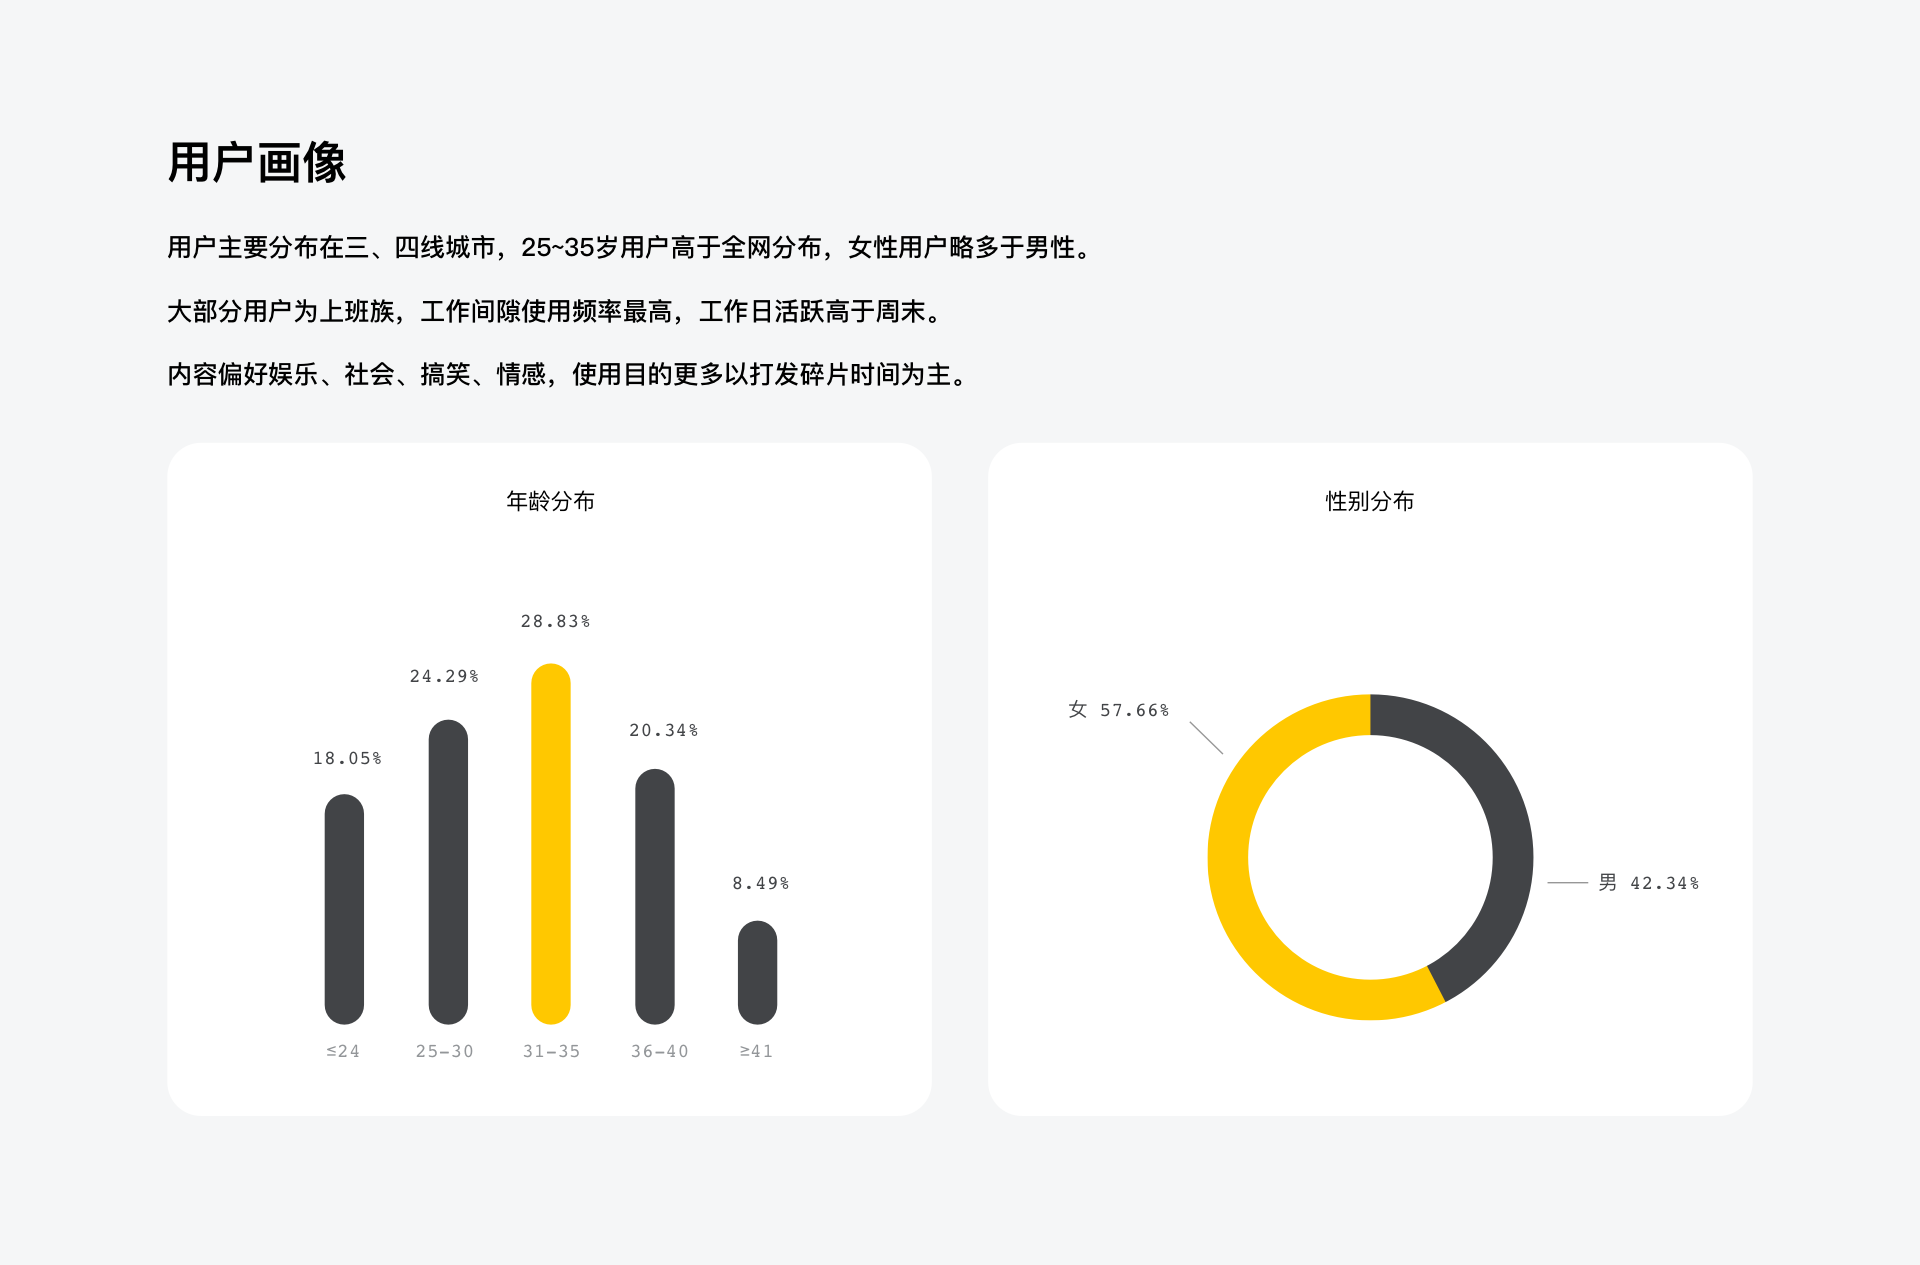 用户画像
用户主要分布在三、四线城市，25~35岁用户高于全网分布，女性用户略多于男性。
大部分用户为上班族，工作间隙使用频率最高，工作日活跃高于周末。
内容偏好娱乐、社会、搞笑、情感，使用目的更多以打发碎片时间为主。
年龄分布
28.83%
24.29%
20.34%
18.05%
8.49%
≤24 25-30 31-35 36-40 ≥41
性别分布
女 57.66%
男 42.34%